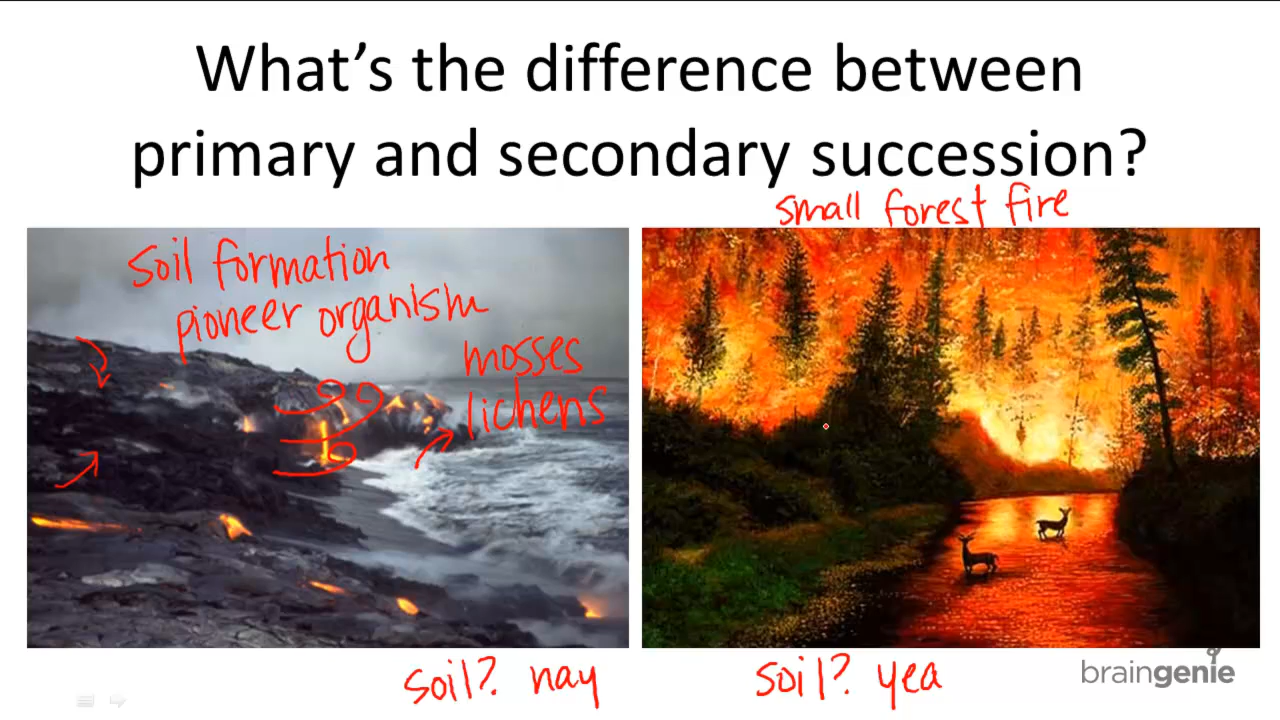 What's the difference between
primary and secondary succession?
small forest fire
soil formation
pioneer organism
mosses
lichens
soil? nay
soil? yea
braingenie